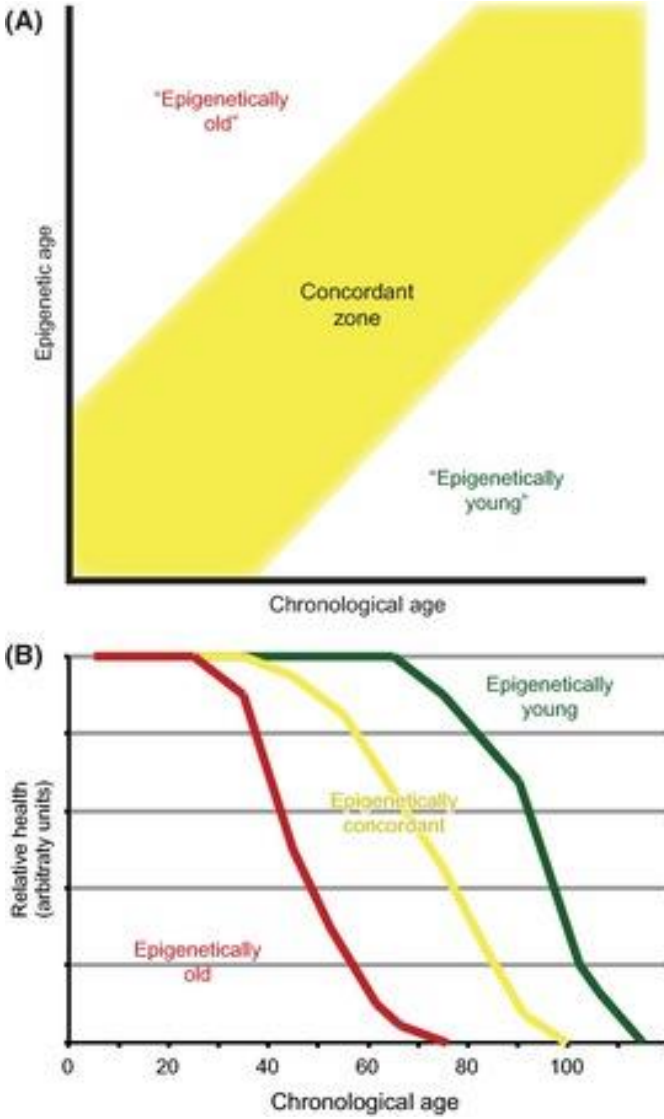 (A)
"Epigenetically
old"
Epigenetic age
Concordant
zone
"Epigenetically
young"
Chronological age
(B)
Relative health
(arbitraty units)
Epigenetically
young
Epigenetically
concordant
Epigenetically
old
0 20 40 60 80 100
Chronological age